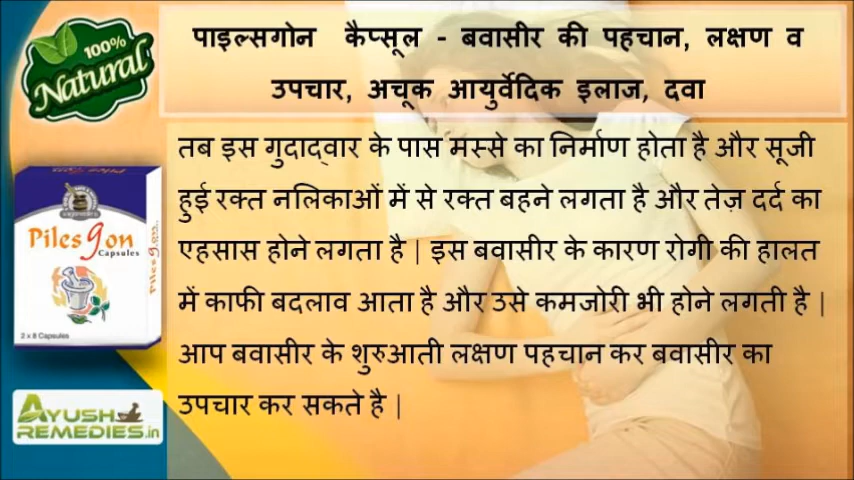 100%
Natural
पाइल्सगोन कैप्सूल - बवासीर की पहचान, लक्षण व
उपचार, अचूक आयुर्वेदिक इलाज, दवा
तब इस गुदाद्वार के पास मस्से का निर्माण होता है और सूजी
हुई रक्त नलिकाओं में से रक्त बहने लगता है और तेज़ दर्द का
एहसास होने लगता है | इस बवासीर के कारण रोगी की हालत
में काफी बदलाव आता है और उसे कमजोरी भी होने लगती है |
आप बवासीर के शुरुआती लक्षण पहचान कर बवासीर का
उपचार कर सकते है |
Pilesgon
Capsules
Pilesgon
2 x 8 Capsules
AYUSH
REMEDIES.in